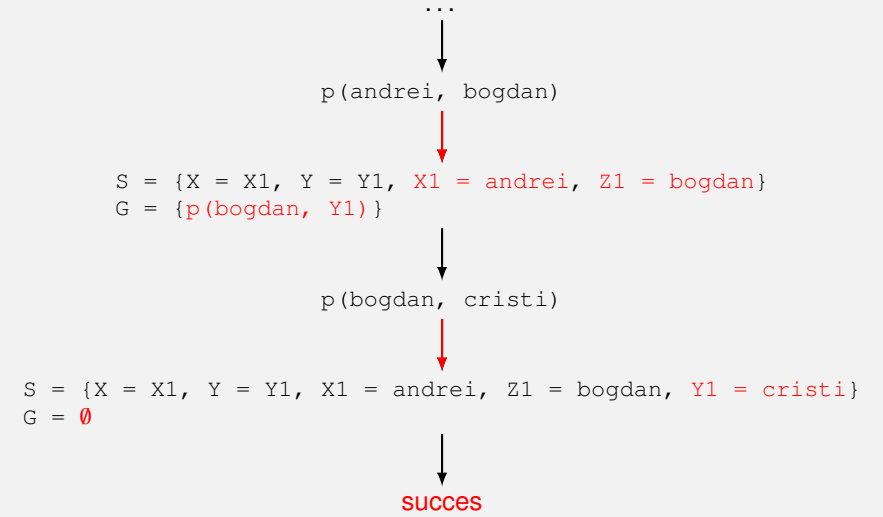 ...
p(andrei, bogdan)
S = {X = X1, Y = Y1, X1 = andrei, Z1 = bogdan}
G = {p(bogdan, Y1)}
p(bogdan, cristi)
S = {X = X1, Y = Y1, X1 = andrei, Z1 = bogdan, Y1 = cristi}
G = ∅
succes